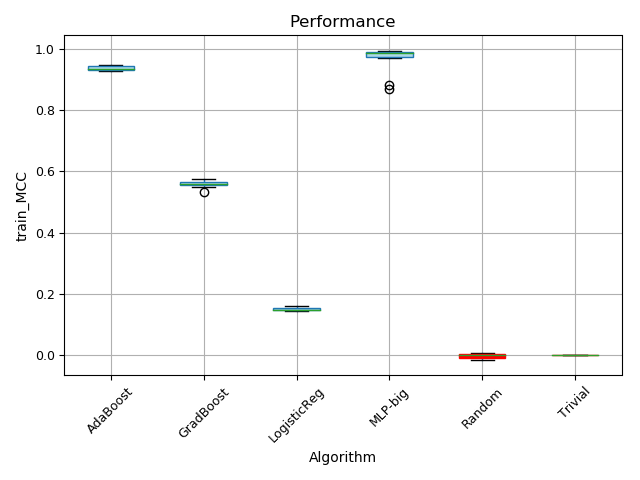 Performance
train_MCC
1.0
0.8
0.6
0.4
0.2
0.0
AdaBoost
GradBoost
LogisticReg
MLP-big
Random
Trivial
Algorithm